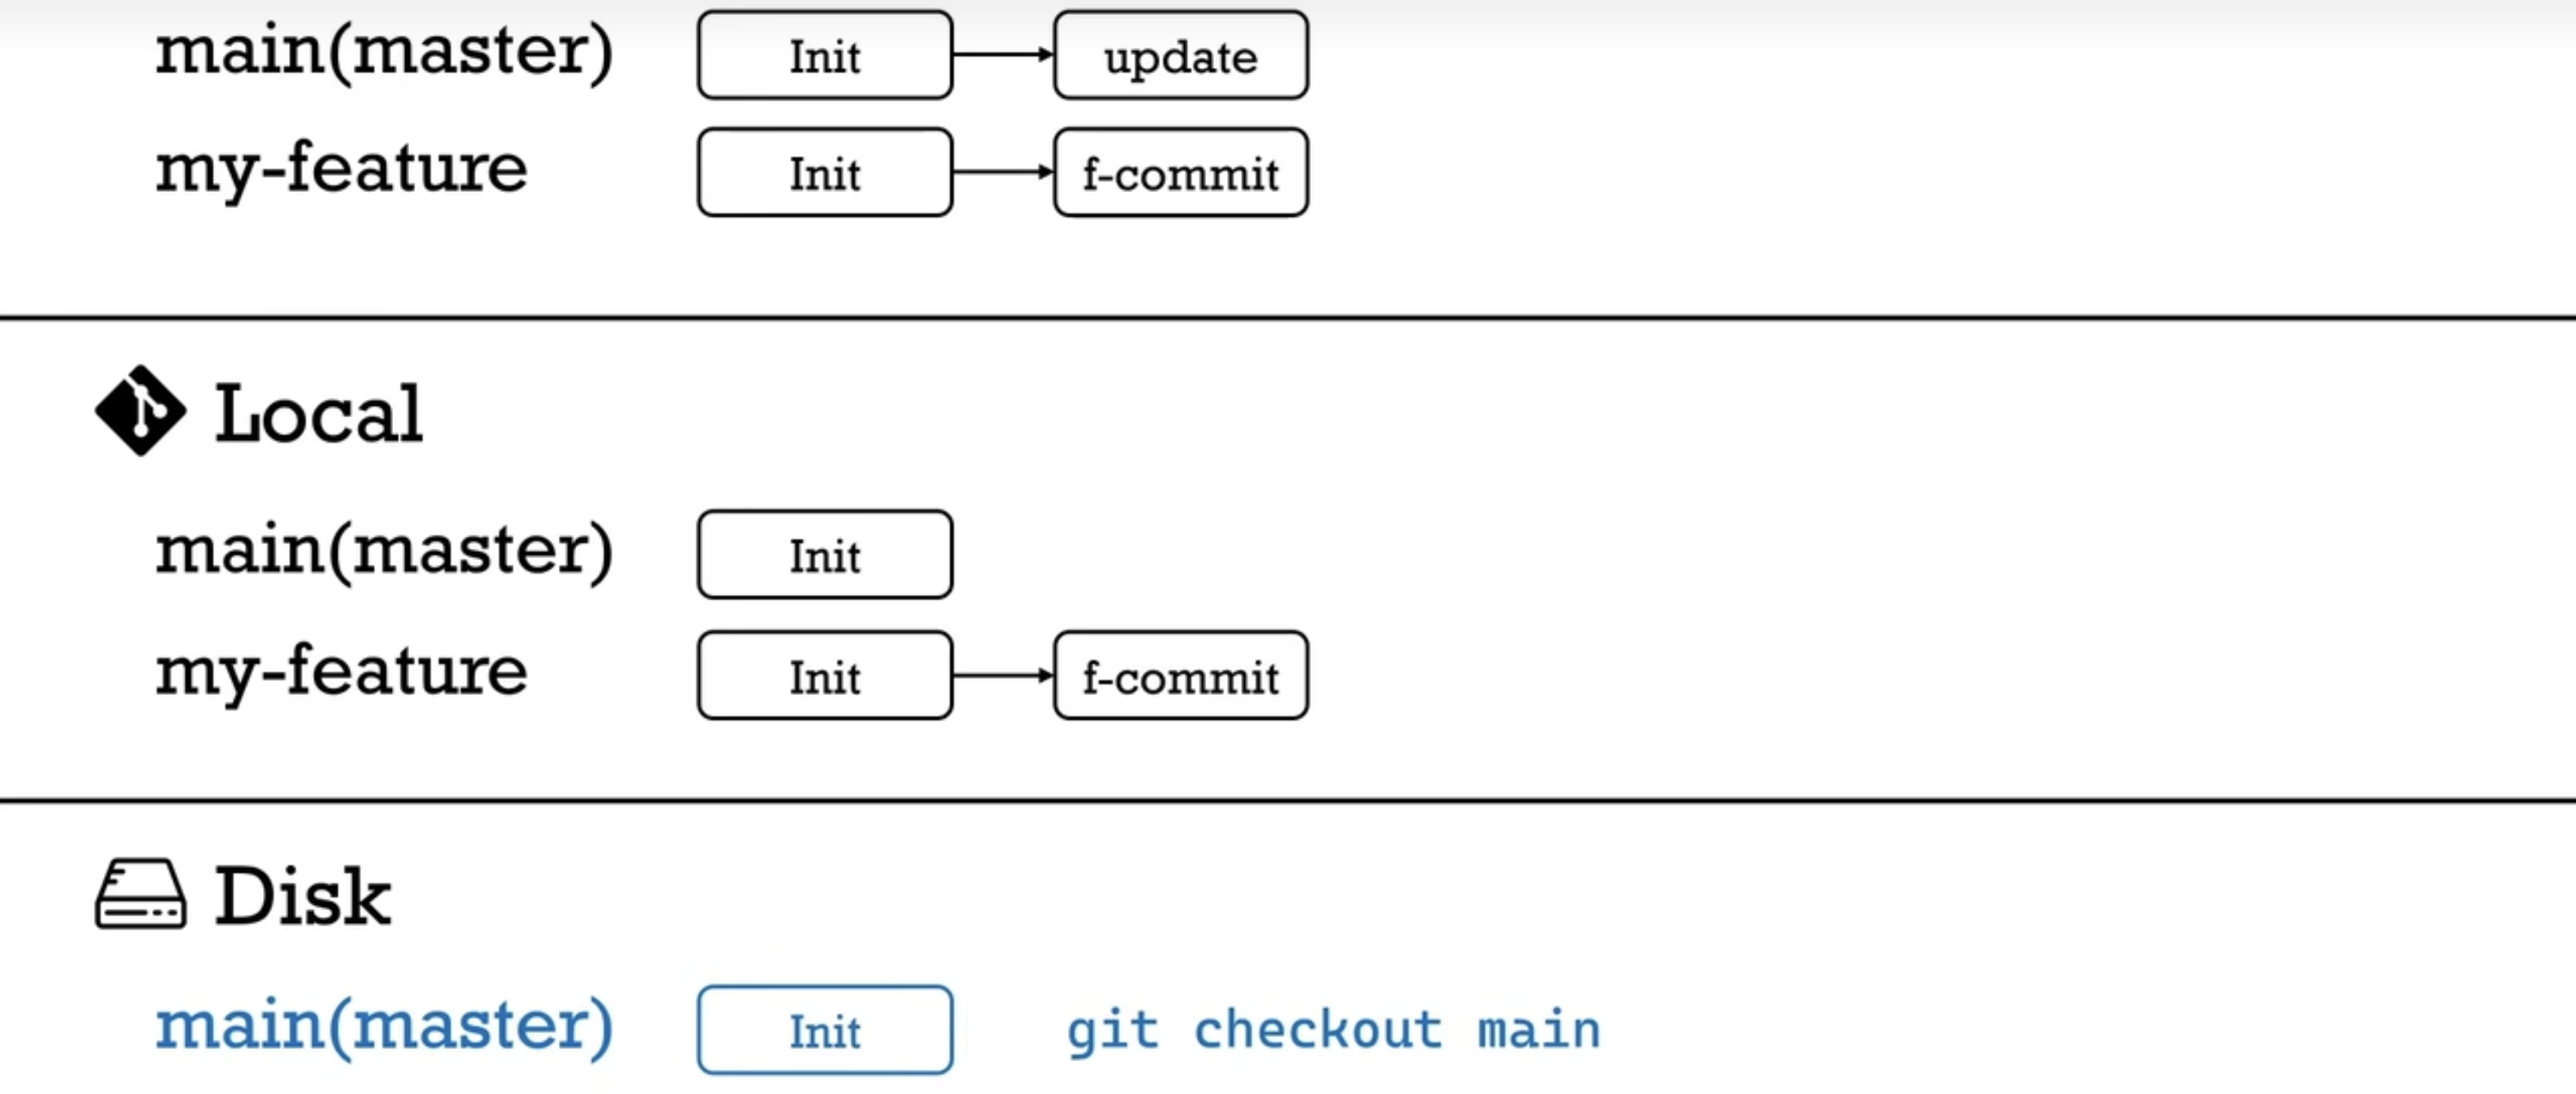 main(master) Init update
my-feature Init f-commit
Local
main(master) Init
my-feature Init f-commit
Disk
main(master) Init git checkout main